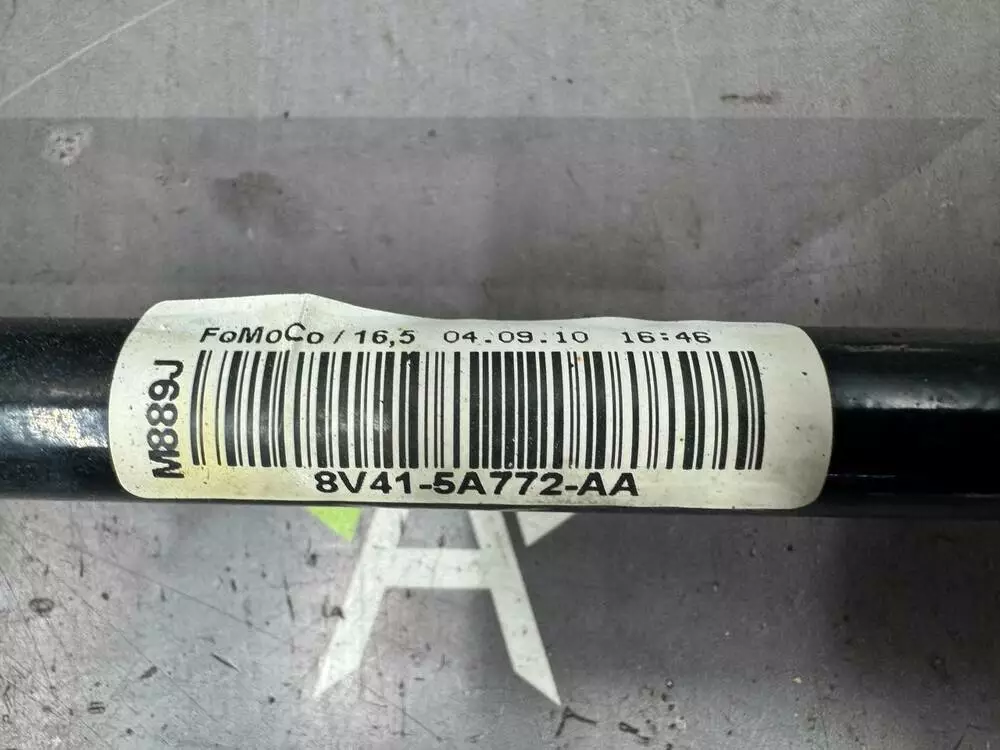 FoMoCo / 16,5 04.09.10 16:46
M889J
8V41-5A772-AA